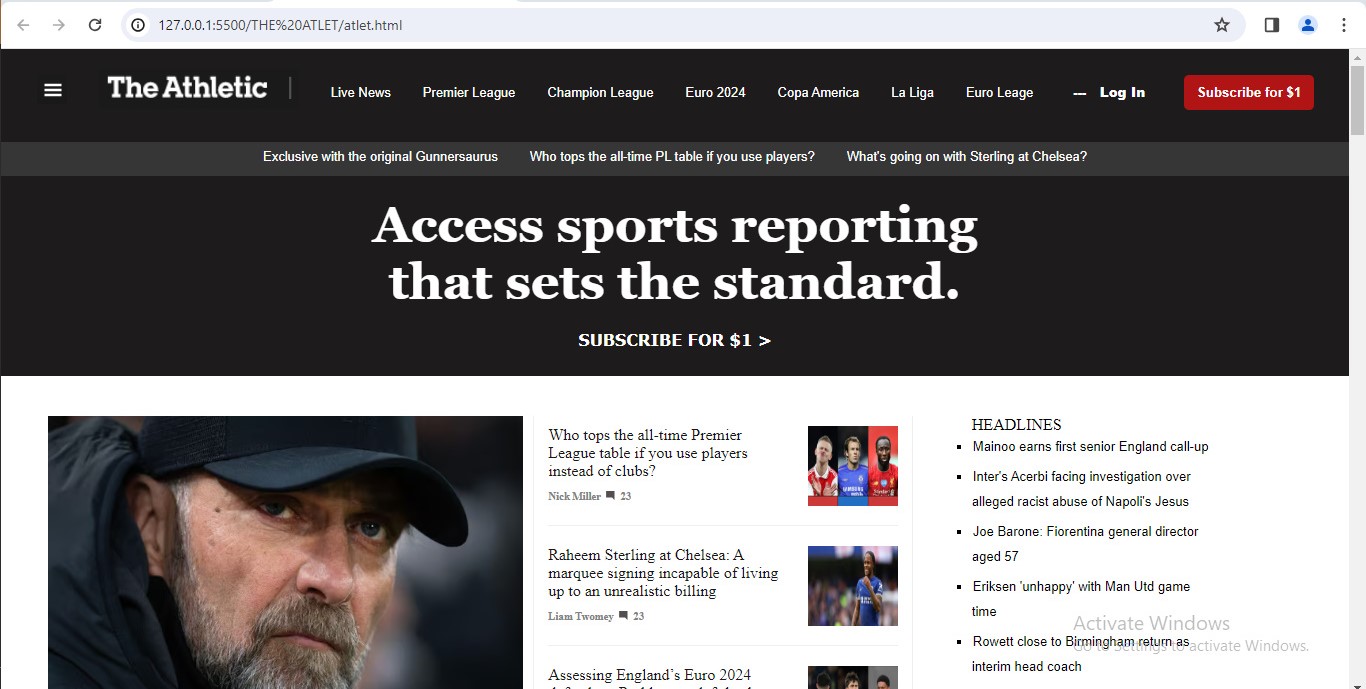 127.0.0.1:5500/THE%20ATLET/atlet.html
The Athletic
Live News Premier League Champion League Euro 2024 Copa America La Liga Euro Leage --- Log In Subscribe for $1
Exclusive with the original Gunnersaurus Who tops the all-time PL table if you use players? What's going on with Sterling at Chelsea?
Access sports reporting
that sets the standard.
SUBSCRIBE FOR $1 >
Who tops the all-time Premier
League table if you use players
instead of clubs?
Nick Miller 23
Raheem Sterling at Chelsea: A
marquee signing incapable of living
up to an unrealistic billing
Liam Twomey 23
Assessing England’s Euro 2024
HEADLINES
Mainoo earns first senior England call-up
Inter's Acerbi facing investigation over
alleged racist abuse of Napoli's Jesus
Joe Barone: Fiorentina general director
aged 57
Eriksen 'unhappy' with Man Utd game
time
Rowett close to Birmingham return as
interim head coach
Activate Windows
Go to Settings to activate Windows.